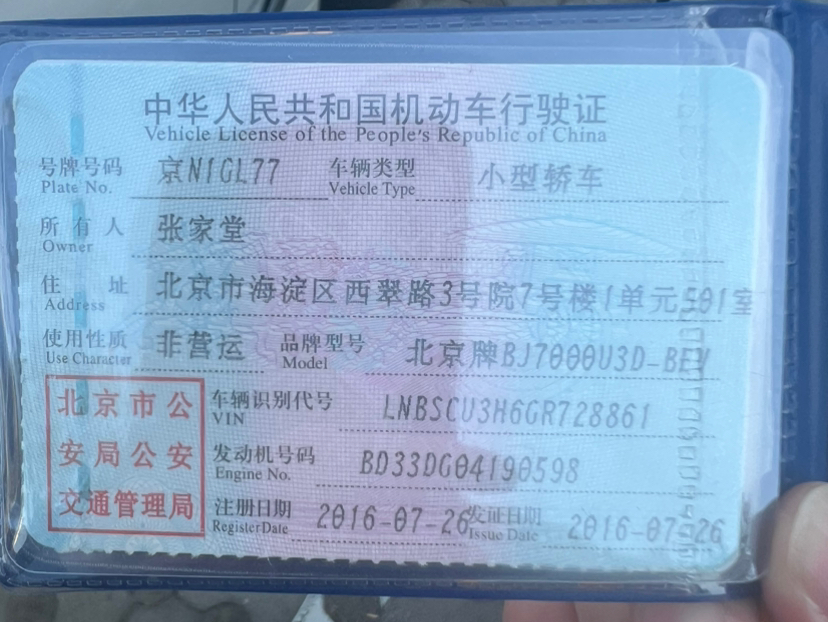 中华人民共和国机动车行驶证
Vehicle License of the People's Republic of China
号牌号码 京N1GL77 车辆类型 小型轿车
Plate No. Vehicle Type
所有人 张家堂
Owner
住址 北京市海淀区西翠路3号院7号楼1单元501室
Address
使用性质 非营运 品牌型号 北京牌BJ7000U3D-BEV
Use Character Model
北京市公 车辆识别代号 LNBSCU3H6GR728861
VIN
安局公安 发动机号码 BD33DG04190598
Engine No.
交通管理局 注册日期 2016-07-26 发证日期 2016-07-26
Register Date Issue Date